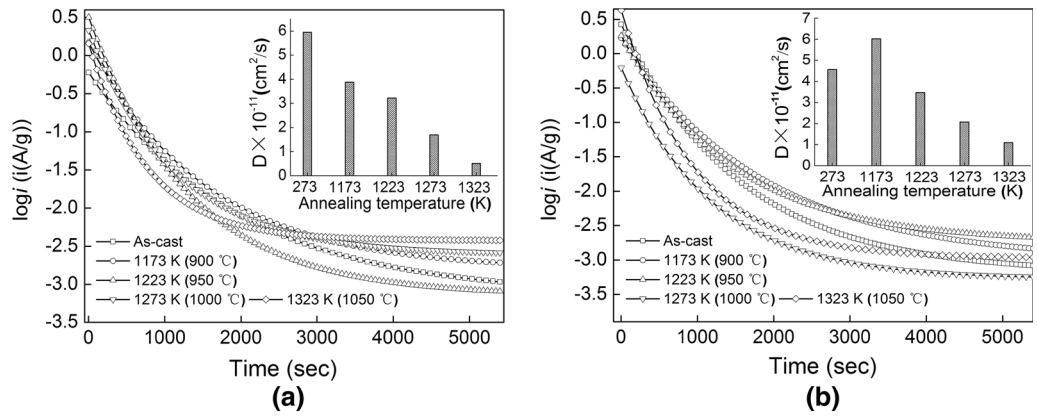 0.5
0.0
-0.5
-1.0
-1.5
-2.0
-2.5
-3.0
-3.5
logi (i(A/g))
0 1000 2000 3000 4000 5000
Time (sec)
As-cast
1173 K (900 ℃)
1223 K (950 ℃)
1273 K (1000 ℃) 1323 K (1050 ℃)
6
5
4
3
2
1
0
D×10⁻¹¹(cm²/s)
273 1173 1223 1273 1323
Annealing temperature (K)
(a)
0.5
0.0
-0.5
-1.0
-1.5
-2.0
-2.5
-3.0
-3.5
logi (i(A/g))
0 1000 2000 3000 4000 5000
Time (sec)
As-cast
1173 K (900 ℃)
1223 K (950 ℃)
1273 K (1000 ℃) 1323 K (1050 ℃)
7
6
5
4
3
2
1
0
D×10⁻¹¹(cm²/s)
273 1173 1223 1273 1323
Annealing temperature (K)
(b)